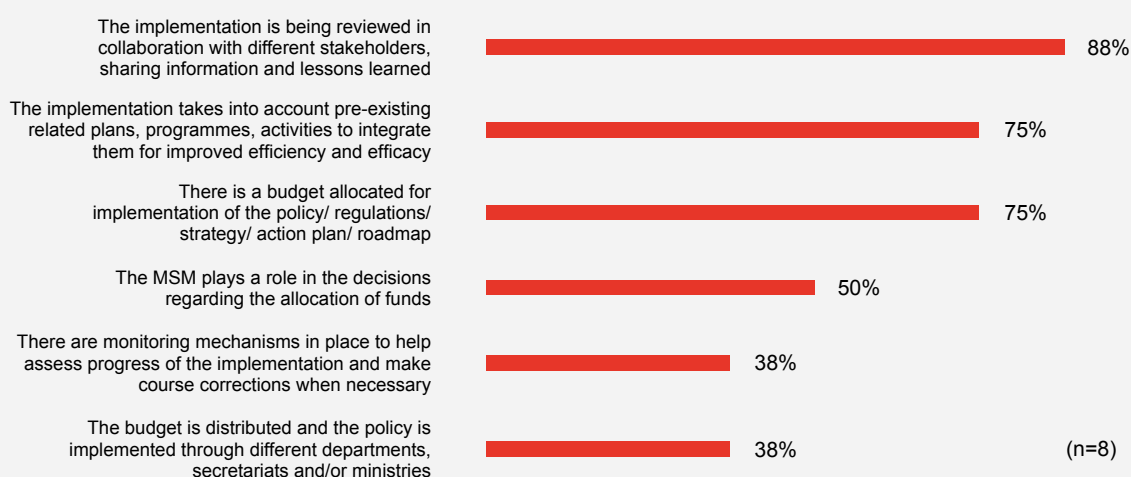 The implementation is being reviewed in
collaboration with different stakeholders,
sharing information and lessons learned
88%
The implementation takes into account pre-existing
related plans, programmes, activities to integrate
them for improved efficiency and efficacy
75%
There is a budget allocated for
implementation of the policy/ regulations/
strategy/ action plan/ roadmap
75%
The MSM plays a role in the decisions
regarding the allocation of funds
50%
There are monitoring mechanisms in place to help
assess progress of the implementation and make
course corrections when necessary
38%
The budget is distributed and the policy is
implemented through different departments,
secretariats and/or ministries
38%
(n=8)